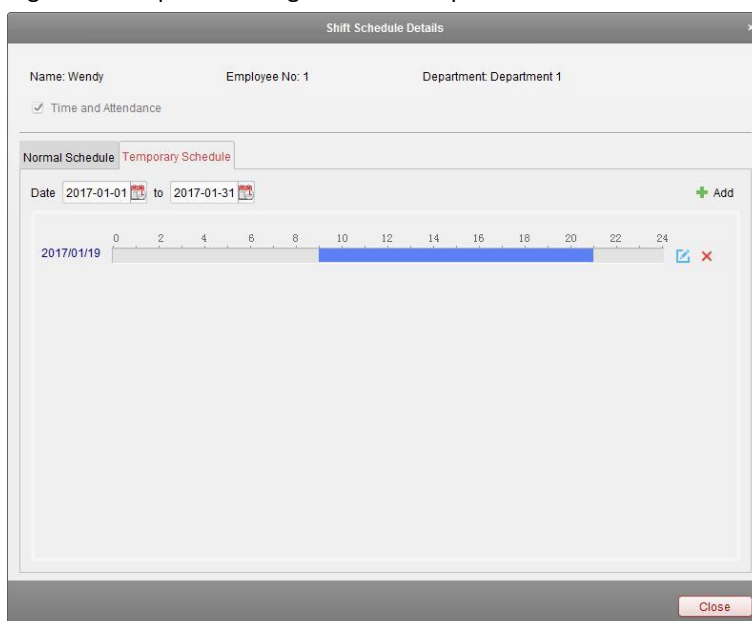 Shift Schedule Details
Name: Wendy Employee No: 1 Department: Department 1
Time and Attendance
Normal Schedule Temporary Schedule
Date 2017-01-01 to 2017-01-31 Add
0 2 4 6 8 10 12 14 16 18 20 22 24
2017/01/19
Close